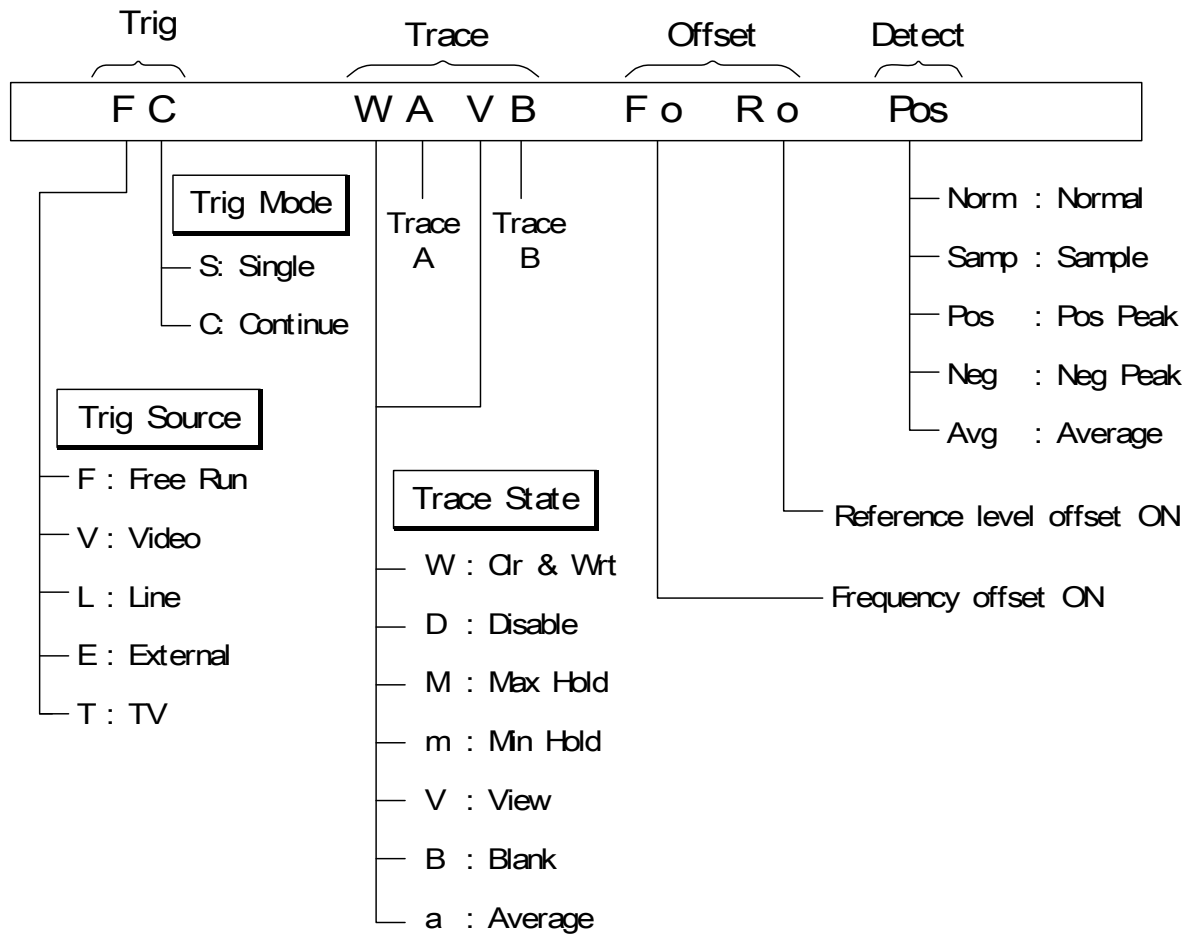 Trig Trace Offset Detect
F C W A V B F o R o Pos
Trig Mode
S: Single
C: Continue
Trace A
Trace B
Norm : Normal
Samp : Sample
Pos : Pos Peak
Neg : Neg Peak
Avg : Average
Trig Source
F : Free Run
V : Video
L : Line
E : External
T : TV
Trace State
W : Clr & Wrt
D : Disable
M : Max Hold
m : Min Hold
V : View
B : Blank
a : Average
Reference level offset ON
Frequency offset ON